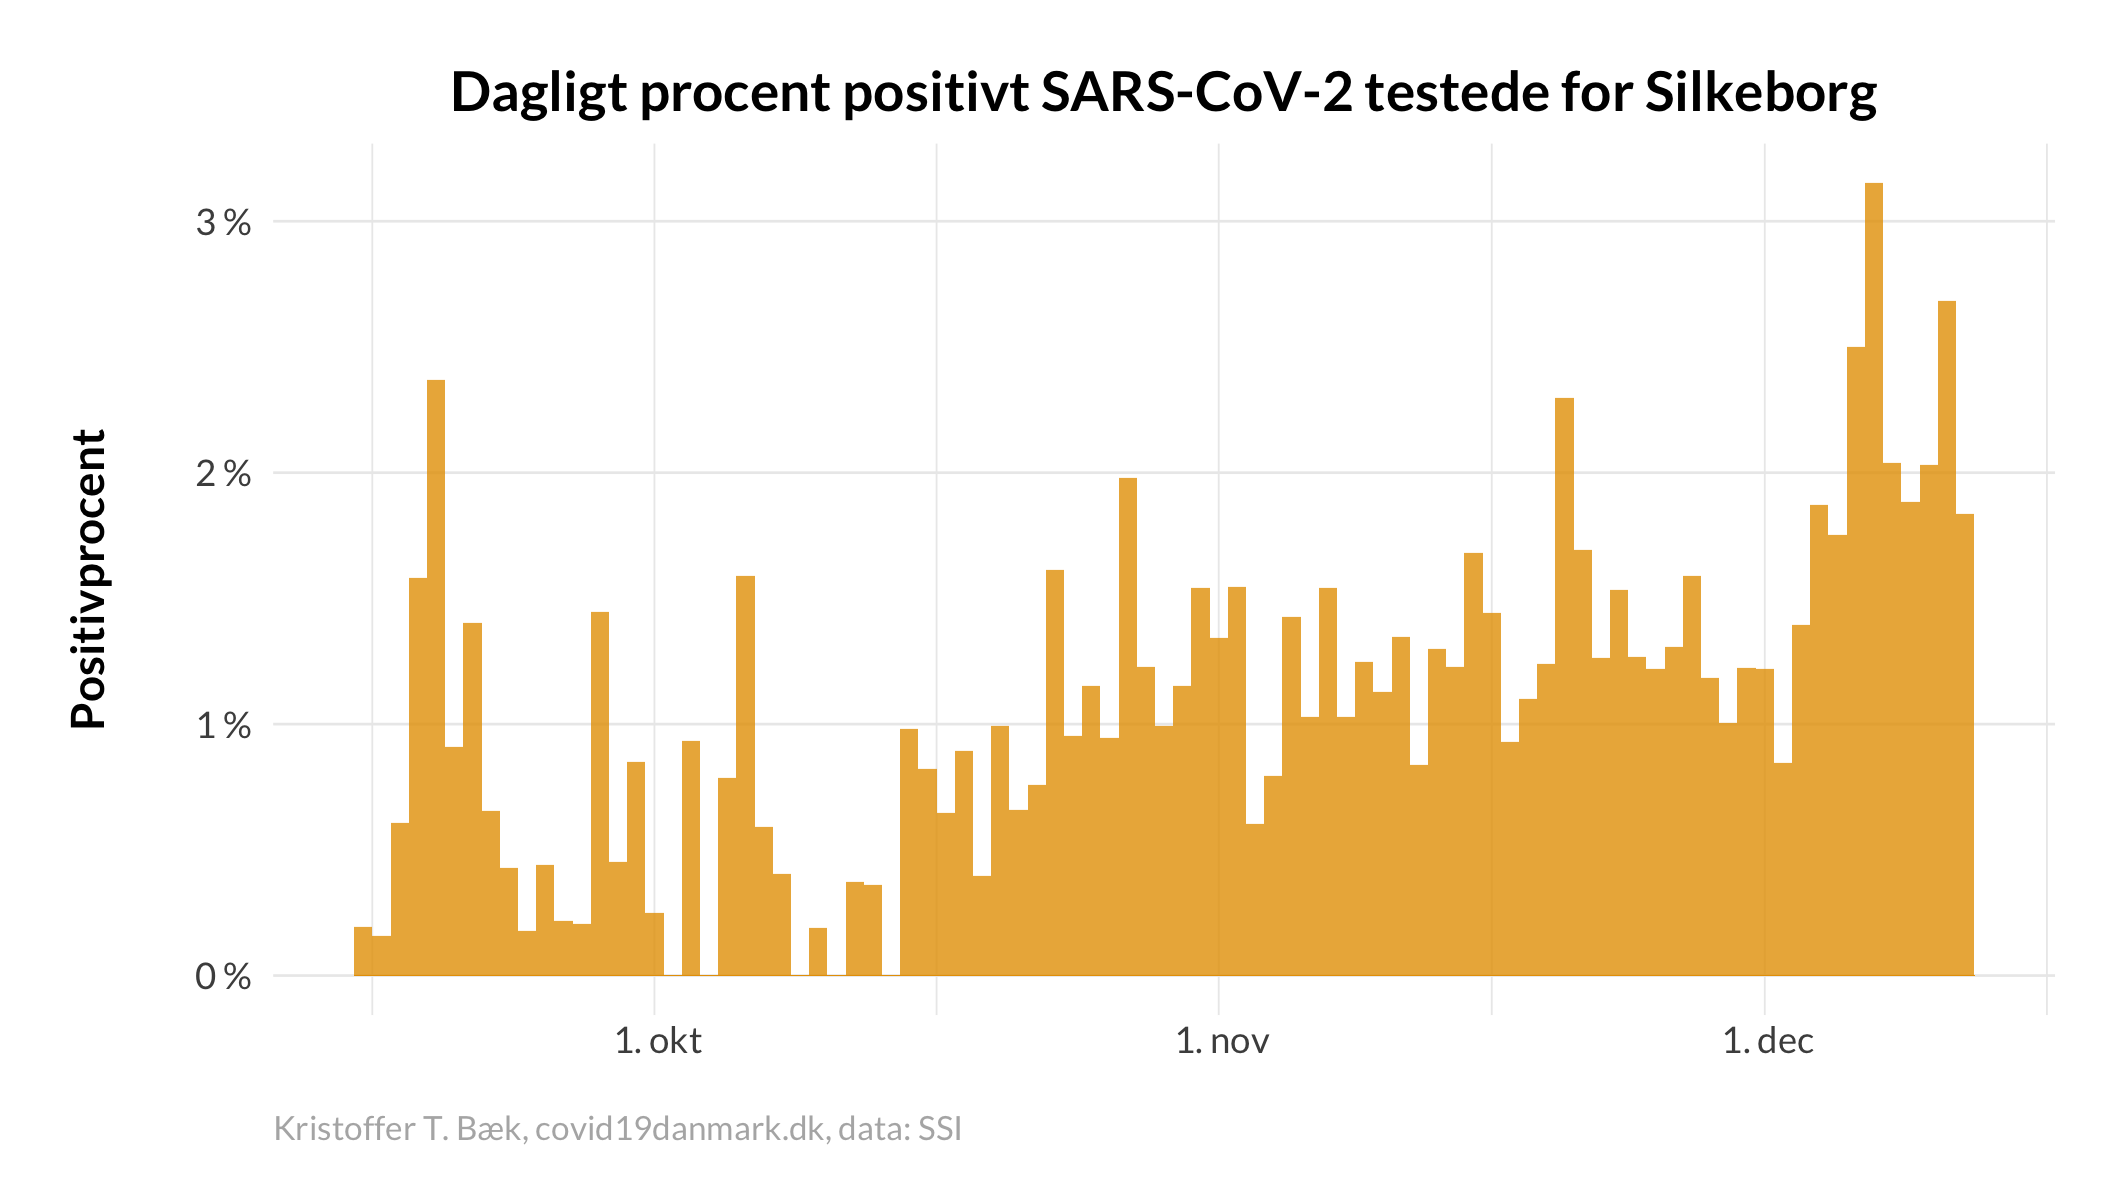 Dagligt procent positivt SARS-CoV-2 testede for Silkeborg
Positivprocent
3 %
2 %
1 %
0 %
1. okt
1. nov
1. dec
Kristoffer T. Bæk, covid19danmark.dk, data: SSI